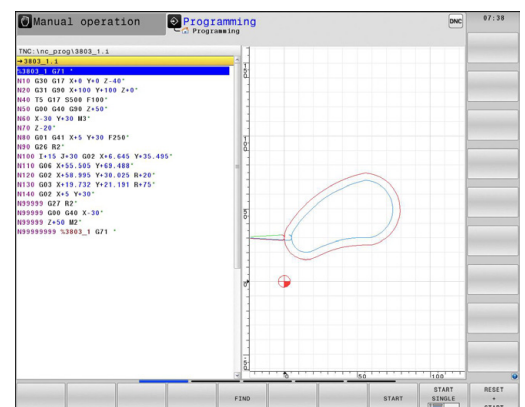 Manual operation
Programming
Programming
DNC
07:38
TNC:\nc_prog\3803_1.i
→3803_1.i
%3803_1 G71 *
N10 G30 G17 X+0 Y+0 Z-40*
N20 G31 G90 X+100 Y+100 Z+0*
N40 T5 G17 S500 F100*
N50 G00 G40 G90 Z+50*
N60 X-30 Y+30 M3*
N70 Z-20*
N80 G01 G41 X+5 Y+30 F250*
N90 G26 R2*
N100 I+15 J+30 G02 X+6.645 Y+35.495*
N110 G06 X+55.505 Y+69.488*
N120 G02 X+58.995 Y+30.025 R+20*
N130 G03 X+19.732 Y+21.191 R+75*
N140 G02 X+5 Y+30*
N99999 G27 R2*
N99999 G00 G40 X-30*
N99999 Z+50 M2*
N99999999 %3803_1 G71 *
0
50
100
FIND
START
START
SINGLE
RESET
+
START